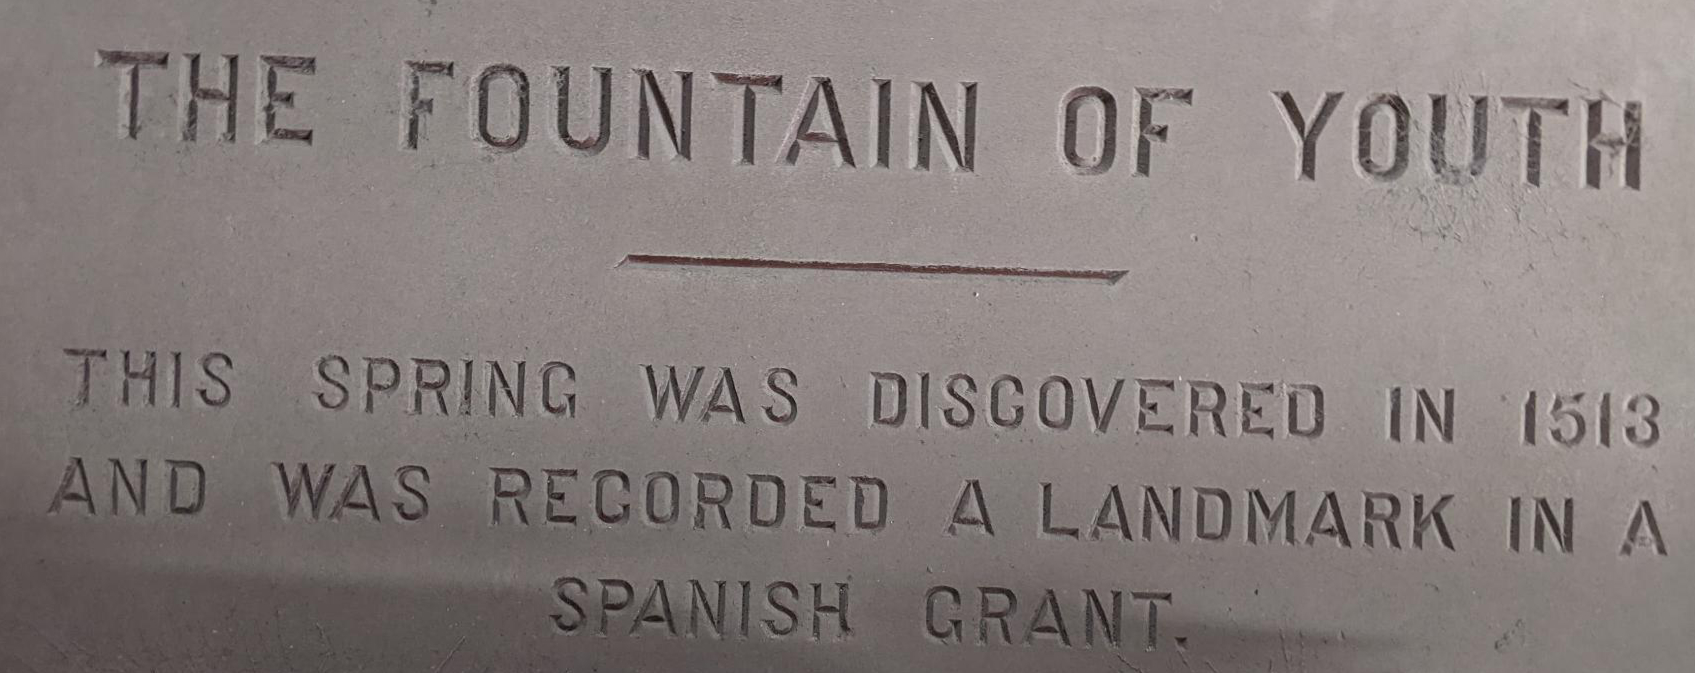 THE FOUNTAIN OF YOUTH
THIS SPRING WAS DISCOVERED IN 1513
AND WAS RECORDED A LANDMARK IN A
SPANISH GRANT.